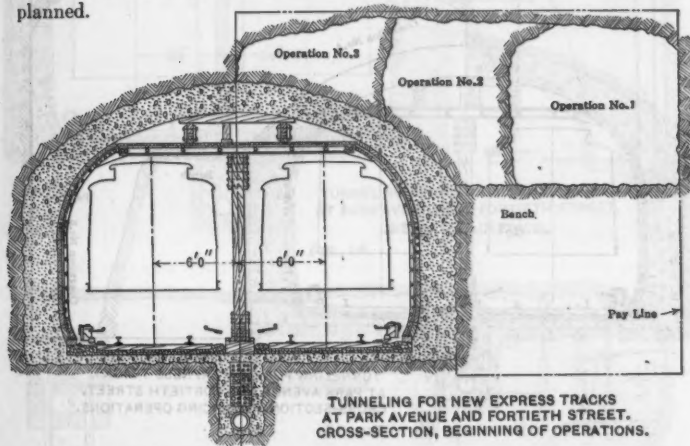 planned.
Operation No.3
Operation No.2
Operation No.1
Bench
6'0"
6'0"
Pay Line
TUNNELING FOR NEW EXPRESS TRACKS
AT PARK AVENUE AND FORTIETH STREET.
CROSS-SECTION, BEGINNING OF OPERATIONS.